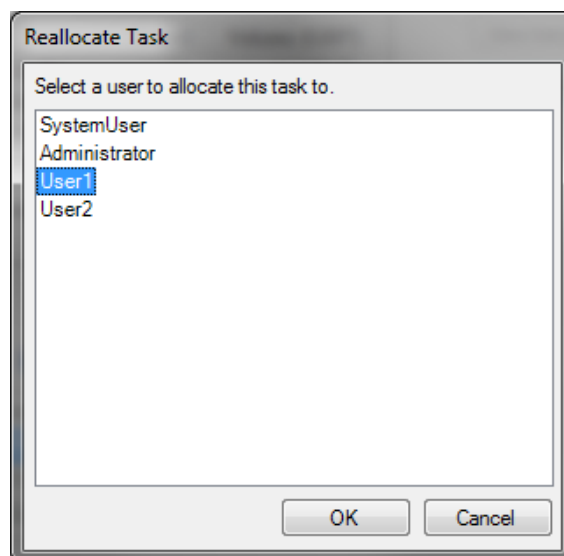 Reallocate Task
Select a user to allocate this task to.
SystemUser
Administrator
User1
User2
OK
Cancel